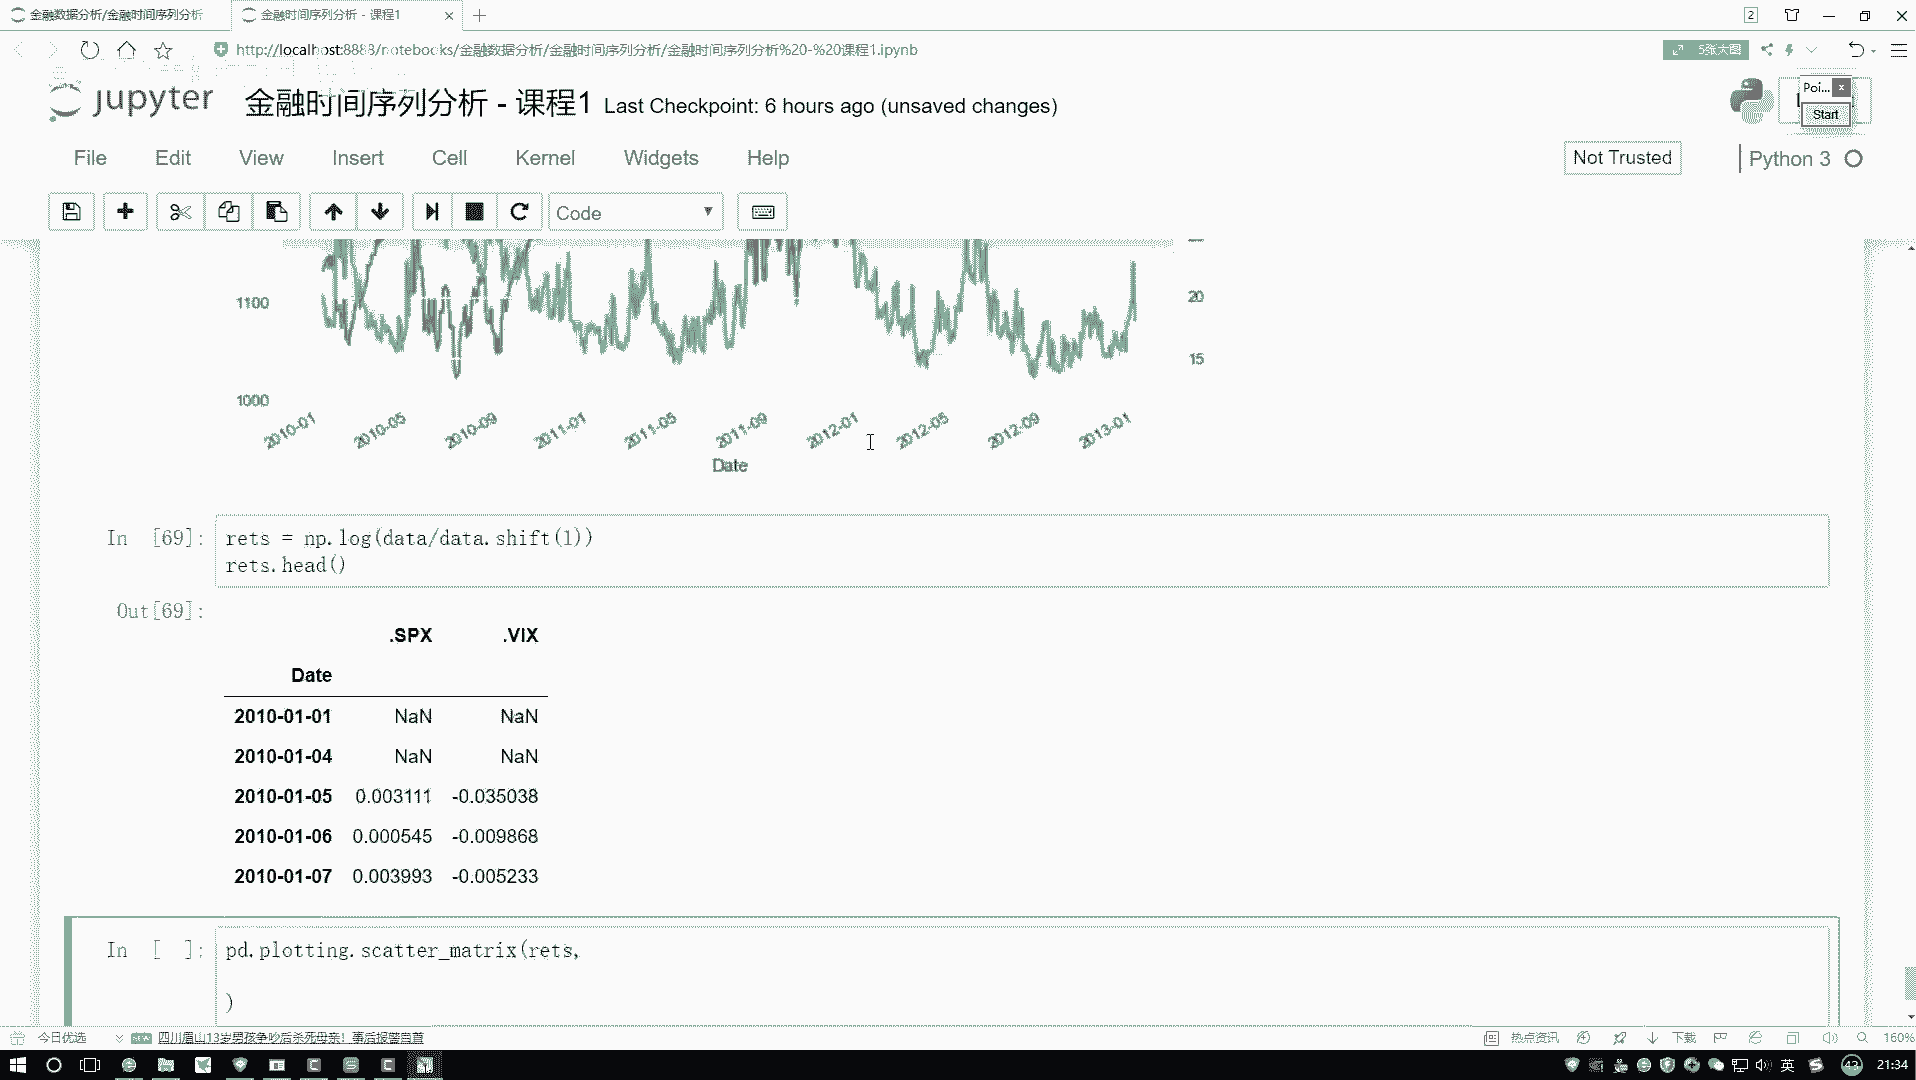 金融数据分析/金融时间序列分析
金融时间序列分析 - 课程1
2
http://localhost:8888/notebooks/金融数据分析/金融时间序列分析/金融时间序列分析%20-%20课程1.ipynb
5张大图
jupyter 金融时间序列分析 - 课程1 Last Checkpoint: 6 hours ago (unsaved changes)
Poi... x
Start
File Edit View Insert Cell Kernel Widgets Help
Not Trusted
Python 3
Code
1100
20
15
1000
2010-01 2010-05 2010-09 2011-01 2011-05 2011-09 2012-01 2012-05 2012-09 2013-01
Date
In [69]: rets = np.log(data/data.shift(1))
rets.head()
Out[69]:
.SPX .VIX
Date
2010-01-01 NaN NaN
2010-01-04 NaN NaN
2010-01-05 0.003111 -0.035038
2010-01-06 0.000545 -0.009868
2010-01-07 0.003993 -0.005233
In [ ]: pd.plotting.scatter_matrix(rets,
)
今日优选
四川眉山13岁男孩争吵后杀死母亲！事后报警自首
热点资讯
下载
160%
英
43
21:34